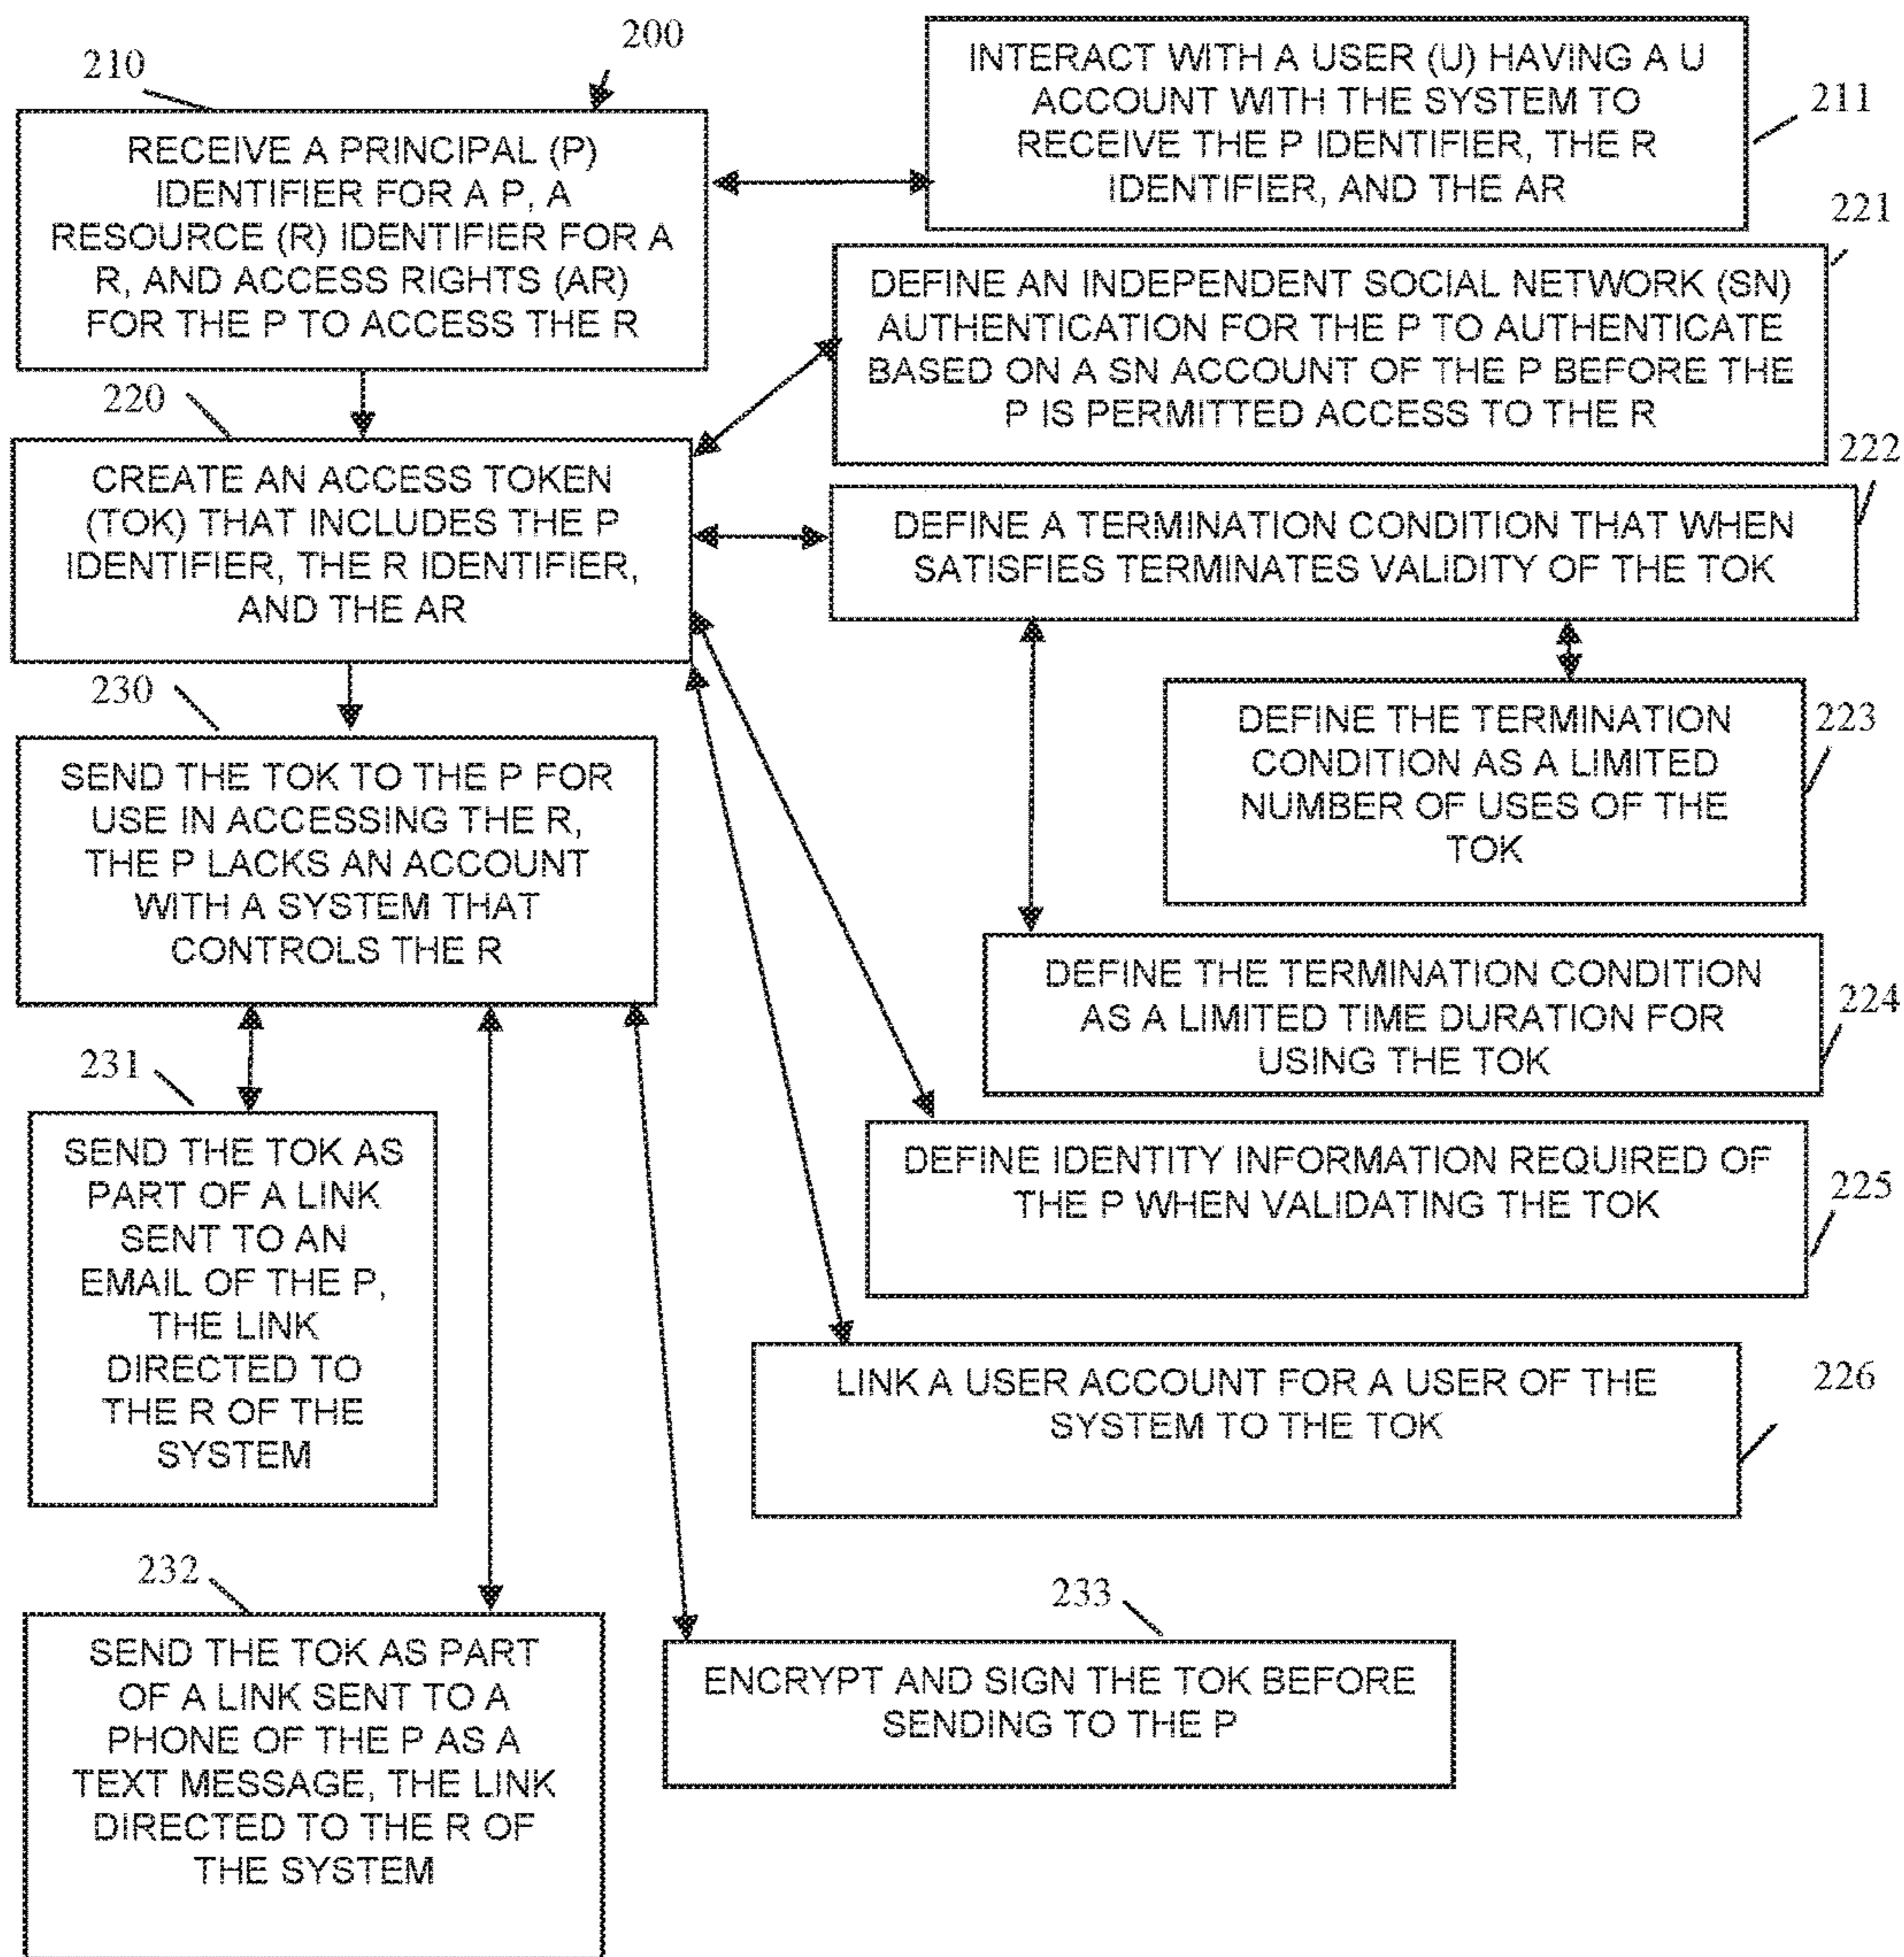 200
210
RECEIVE A PRINCIPAL (P)
IDENTIFIER FOR A P, A
RESOURCE (R) IDENTIFIER FOR A
R, AND ACCESS RIGHTS (AR)
FOR THE P TO ACCESS THE R
INTERACT WITH A USER (U) HAVING A U
ACCOUNT WITH THE SYSTEM TO
RECEIVE THE P IDENTIFIER, THE R
IDENTIFIER, AND THE AR
211
221
DEFINE AN INDEPENDENT SOCIAL NETWORK (SN)
AUTHENTICATION FOR THE P TO AUTHENTICATE
BASED ON A SN ACCOUNT OF THE P BEFORE THE
P IS PERMITTED ACCESS TO THE R
220
CREATE AN ACCESS TOKEN
(TOK) THAT INCLUDES THE P
IDENTIFIER, THE R IDENTIFIER,
AND THE AR
222
DEFINE A TERMINATION CONDITION THAT WHEN
SATISFIES TERMINATES VALIDITY OF THE TOK
223
DEFINE THE TERMINATION
CONDITION AS A LIMITED
NUMBER OF USES OF THE
TOK
230
SEND THE TOK TO THE P FOR
USE IN ACCESSING THE R,
THE P LACKS AN ACCOUNT
WITH A SYSTEM THAT
CONTROLS THE R
DEFINE THE TERMINATION CONDITION
AS A LIMITED TIME DURATION FOR
USING THE TOK
224
DEFINE IDENTITY INFORMATION REQUIRED OF
THE P WHEN VALIDATING THE TOK
225
231
SEND THE TOK AS
PART OF A LINK
SENT TO AN
EMAIL OF THE P,
THE LINK
DIRECTED TO
THE R OF THE
SYSTEM
LINK A USER ACCOUNT FOR A USER OF THE
SYSTEM TO THE TOK
226
232
SEND THE TOK AS PART
OF A LINK SENT TO A
PHONE OF THE P AS A
TEXT MESSAGE, THE LINK
DIRECTED TO THE R OF
THE SYSTEM
233
ENCRYPT AND SIGN THE TOK BEFORE
SENDING TO THE P